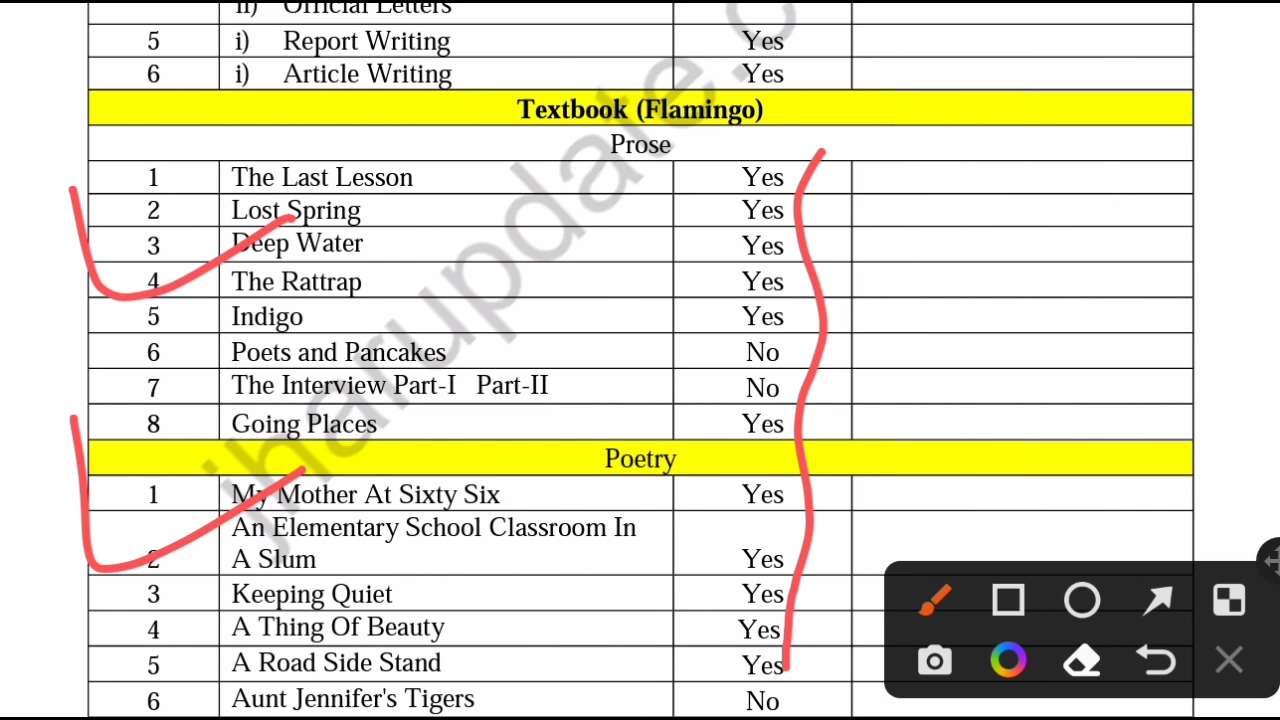 ii) Official Letters
5 i) Report Writing Yes
6 i) Article Writing Yes
Textbook (Flamingo)
Prose
1 The Last Lesson Yes
2 Lost Spring Yes
3 Deep Water Yes
4 The Rattrap Yes
5 Indigo Yes
6 Poets and Pancakes No
7 The Interview Part-I Part-II No
8 Going Places Yes
Poetry
1 My Mother At Sixty Six Yes
An Elementary School Classroom In
2 A Slum Yes
3 Keeping Quiet Yes
4 A Thing Of Beauty Yes
5 A Road Side Stand Yes
6 Aunt Jennifer's Tigers No
jharupdate.c